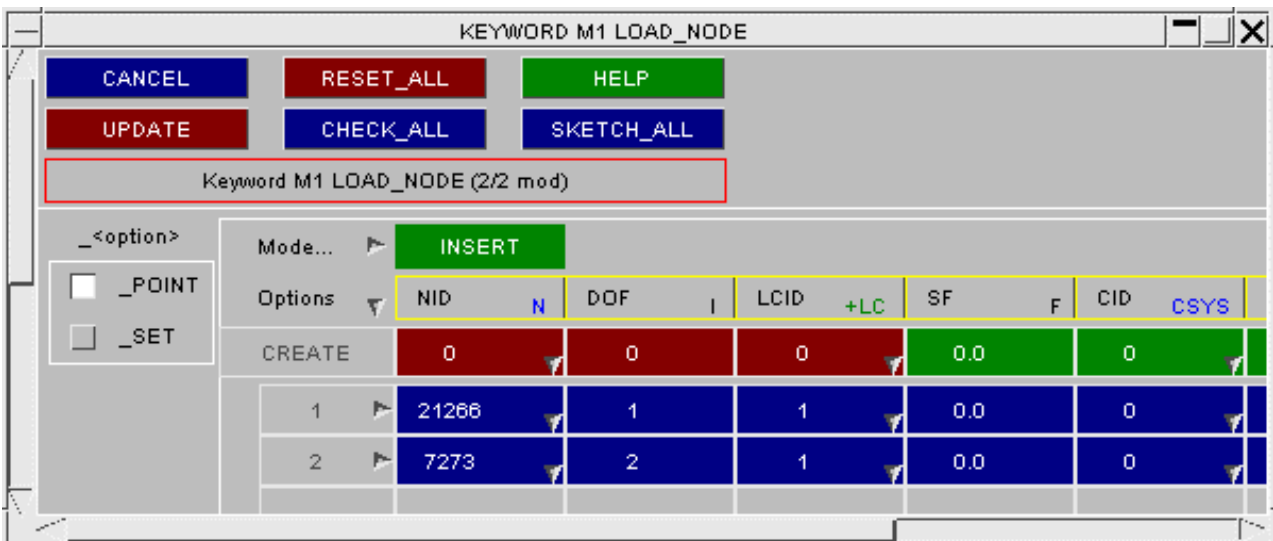 KEYWORD M1 LOAD_NODE
CANCEL RESET_ALL HELP
UPDATE CHECK_ALL SKETCH_ALL
Keyword M1 LOAD_NODE (2/2 mod)
_<option>
_POINT
_SET
Mode... INSERT
Options NID N DOF I LCID +LC SF F CID CSYS
CREATE 0 0 0 0.0 0
1 21266 1 1 0.0 0
2 7273 2 1 0.0 0